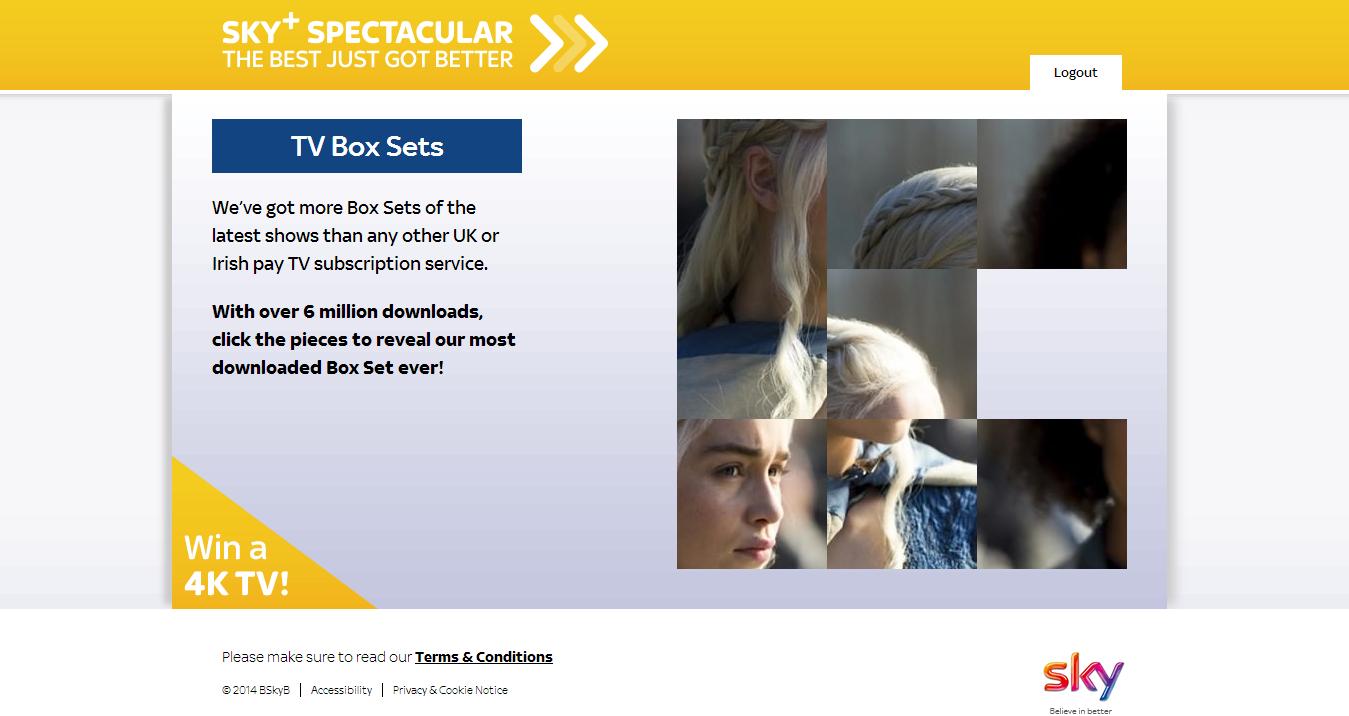 SKY+ SPECTACULAR
THE BEST JUST GOT BETTER
Logout
TV Box Sets
We've got more Box Sets of the
latest shows than any other UK or
Irish pay TV subscription service.
With over 6 million downloads,
click the pieces to reveal our most
downloaded Box Set ever!
Win a
4K TV!
Please make sure to read our Terms & Conditions
© 2014 BSkyB | Accessibility | Privacy & Cookie Notice
sky
Believe in better